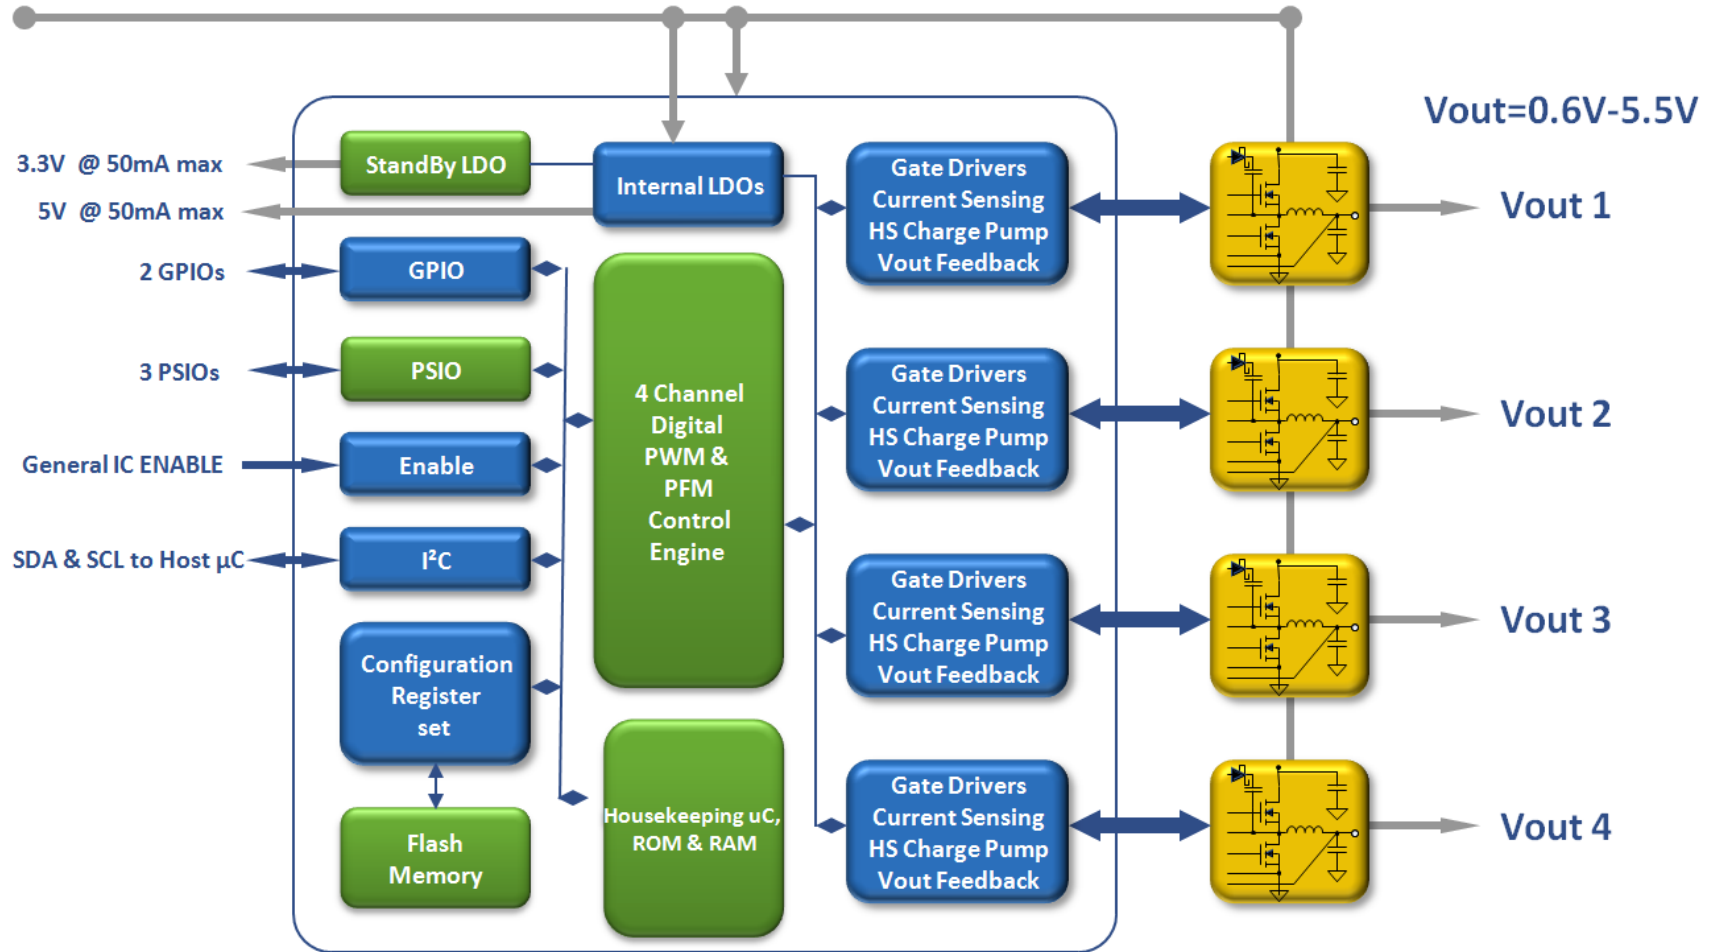 Vout=0.6V-5.5V
3.3V @ 50mA max
5V @ 50mA max
2 GPIOs
3 PSIOs
General IC ENABLE
SDA & SCL to Host µC
StandBy LDO
GPIO
PSIO
Enable
I²C
Configuration
Register
set
Flash
Memory
Internal LDOs
4 Channel
Digital
PWM &
PFM
Control
Engine
Housekeeping uC,
ROM & RAM
Gate Drivers
Current Sensing
HS Charge Pump
Vout Feedback
Gate Drivers
Current Sensing
HS Charge Pump
Vout Feedback
Gate Drivers
Current Sensing
HS Charge Pump
Vout Feedback
Gate Drivers
Current Sensing
HS Charge Pump
Vout Feedback
Vout 1
Vout 2
Vout 3
Vout 4